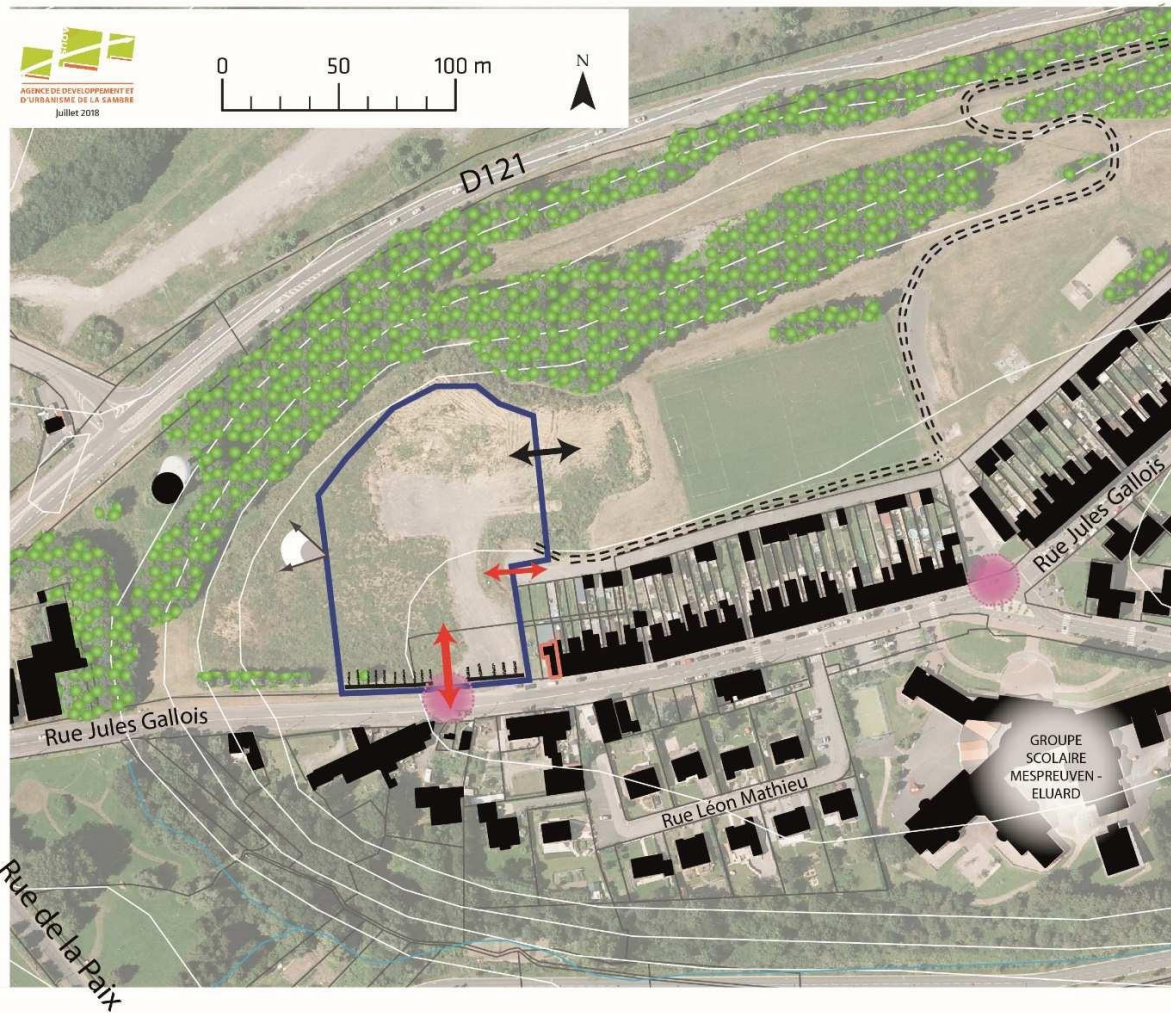 AGENCE DE DEVELOPPEMENT ET
D'URBANISME DE LA SAMBRE
Juillet 2018
0 50 100 m
N
D121
Rue Jules Gallois
Rue Jules Gallois
GROUPE
SCOLAIRE
MESPREUVEN -
ELUARD
Rue Léon Mathieu
Rue de la Paix